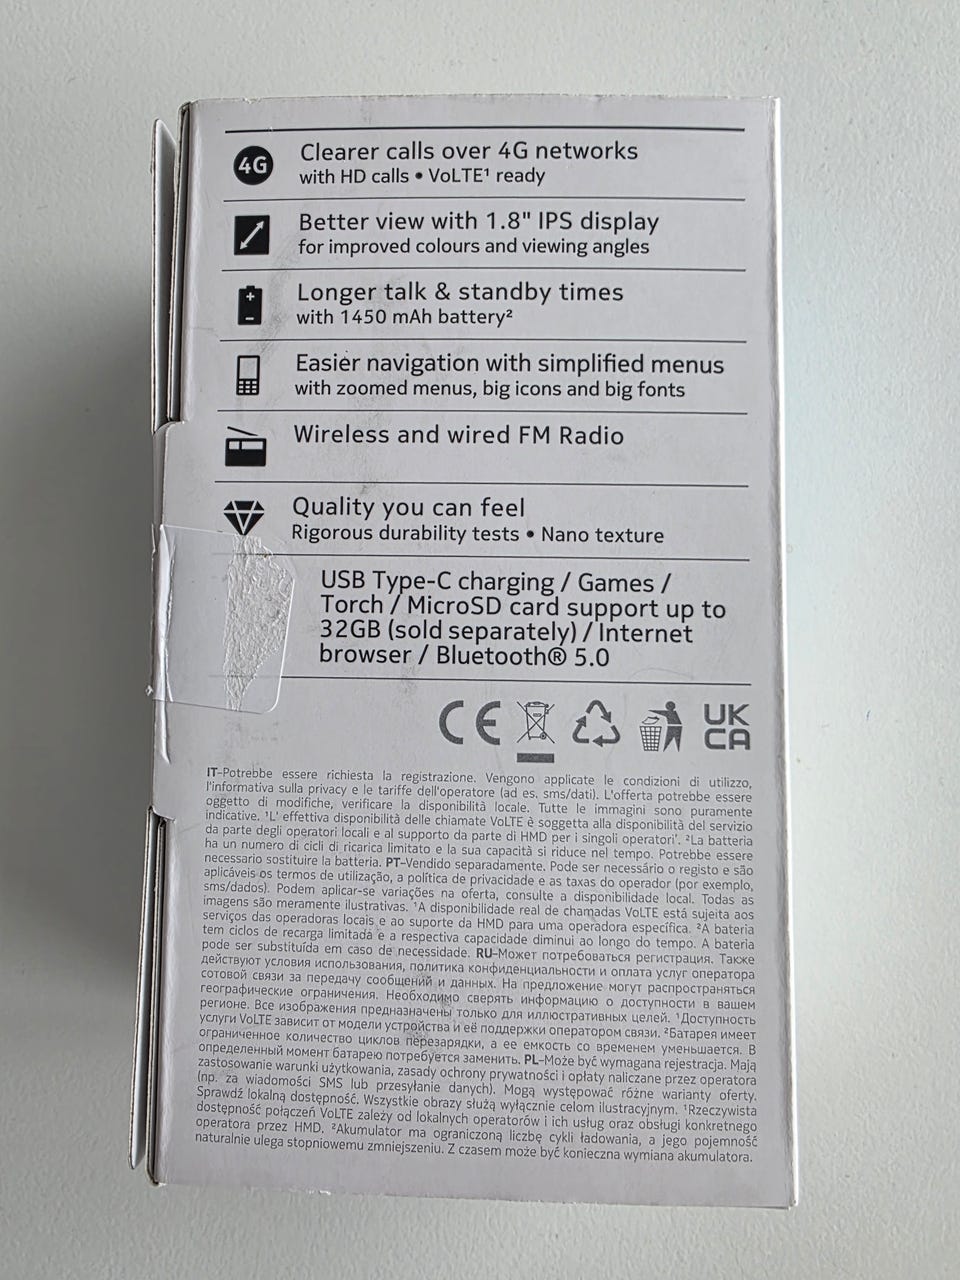 4G
Clearer calls over 4G networks
with HD calls • VoLTE¹ ready
Better view with 1.8" IPS display
for improved colours and viewing angles
Longer talk & standby times
with 1450 mAh battery²
Easier navigation with simplified menus
with zoomed menus, big icons and big fonts
Wireless and wired FM Radio
Quality you can feel
Rigorous durability tests • Nano texture
USB Type-C charging / Games /
Torch / MicroSD card support up to
32GB (sold separately) / Internet
browser / Bluetooth® 5.0
CE
UK
CA
IT–Potrebbe essere richiesta la registrazione. Vengono applicate le condizioni di utilizzo,
l'informativa sulla privacy e le tariffe dell'operatore (ad es. sms/dati). L'offerta potrebbe essere
oggetto di modifiche, verificare la disponibilità locale. Tutte le immagini sono puramente
indicative. ¹L' effettiva disponibilità delle chiamate VoLTE è soggetta alla disponibilità del servizio
da parte degli operatori locali e al supporto da parte di HMD per i singoli operatori'. ²La batteria
ha un numero di cicli di ricarica limitato e la sua capacità si riduce nel tempo. Potrebbe essere
necessario sostituire la batteria. PT–Vendido separadamente. Pode ser necessário o registo e são
aplicáveis os termos de utilização, a política de privacidade e as taxas do operador (por exemplo,
sms/dados). Podem aplicar-se variações na oferta, consulte a disponibilidade local. Todas as
imagens são meramente ilustrativas. ¹A disponibilidade real de chamadas VoLTE está sujeita aos
serviços das operadoras locais e ao suporte da HMD para uma operadora específica. ²A bateria
tem ciclos de recarga limitada e a respectiva capacidade diminui ao longo do tempo. A bateria
pode ser substituída em caso de necessidade. RU–Может потребоваться регистрация. Также
действуют условия использования, политика конфиденциальности и оплата услуг оператора
сотовой связи за передачу сообщений и данных. На предложение могут распространяться
географические ограничения. Необходимо сверять информацию о доступности в вашем
регионе. Все изображения предназначены только для иллюстративных целей. ¹Доступность
услуги VoLTE зависит от модели устройства и её поддержки оператором связи. ²Батарея имеет
ограниченное количество циклов перезарядки, а ее емкость со временем уменьшается. В
определенный момент батарею потребуется заменить. PL–Może być wymagana rejestracja. Mają
zastosowanie warunki użytkowania, zasady ochrony prywatności i opłaty naliczane przez operatora
(np. za wiadomości SMS lub przesyłanie danych). Mogą występować różne warianty oferty.
Sprawdź lokalną dostępność. Wszystkie obrazy służą wyłącznie celom ilustracyjnym. ¹Rzeczywista
dostępność połączeń VoLTE zależy od lokalnych operatorów i ich usług oraz obsługi konkretnego
operatora przez HMD. ²Akumulator ma ograniczoną liczbę cykli ładowania, a jego pojemność
naturalnie ulega stopniowemu zmniejszeniu. Z czasem może być konieczna wymiana akumulatora.